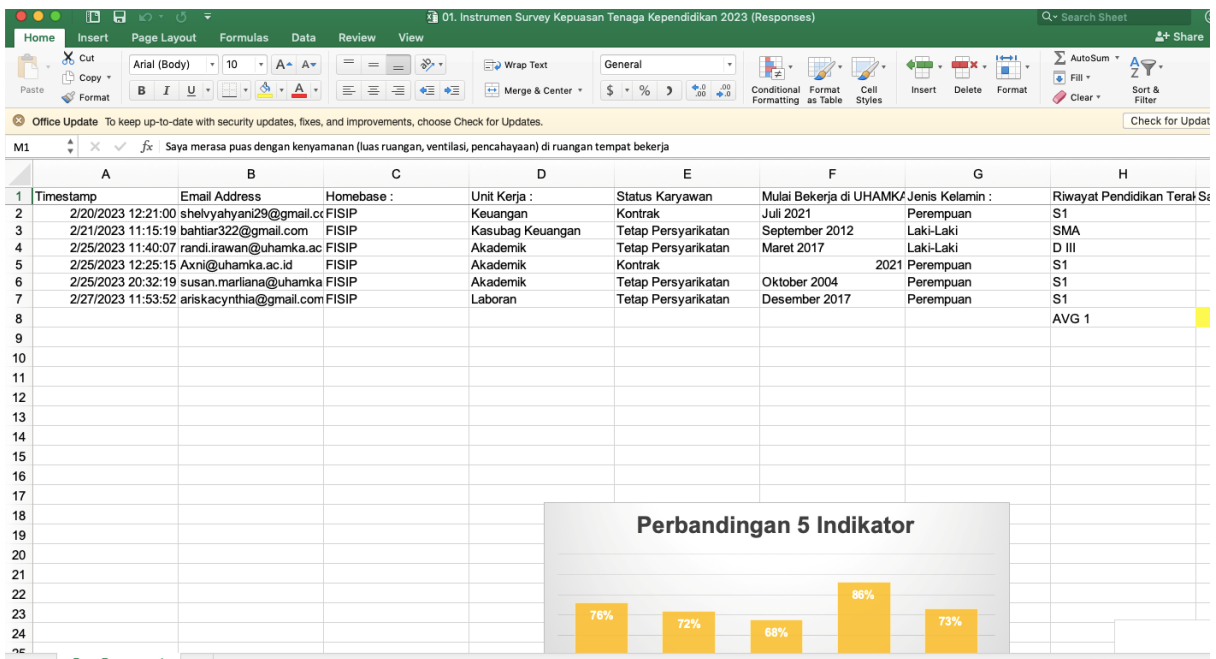 01. Instrumen Survey Kepuasan Tenaga Kependidikan 2023 (Responses)
Search Sheet
Home Insert Page Layout Formulas Data Review View
Share
Paste
Cut
Copy
Format
Arial (Body) 10 A A
B I U A
Wrap Text
Merge & Center
General
$ % )
Conditional Formatting
Format as Table
Cell Styles
Insert
Delete
Format
AutoSum
Fill
Clear
Sort & Filter
Office Update To keep up-to-date with security updates, fixes, and improvements, choose Check for Updates.
Check for Updat
M1 fx Saya merasa puas dengan kenyamanan (luas ruangan, ventilasi, pencahayaan) di ruangan tempat bekerja
A B C D E F G H
1 Timestamp Email Address Homebase : Unit Kerja : Status Karyawan Mulai Bekerja di UHAMKA Jenis Kelamin : Riwayat Pendidikan Terak Sa
2 2/20/2023 12:21:00 shelvyahyani29@gmail.cc FISIP Keuangan Kontrak Juli 2021 Perempuan S1
3 2/21/2023 11:15:19 bahtiar322@gmail.com FISIP Kasubag Keuangan Tetap Persyarikatan September 2012 Laki-Laki SMA
4 2/25/2023 11:40:07 randi.irawan@uhamka.ac FISIP Akademik Tetap Persyarikatan Maret 2017 Laki-Laki D III
5 2/25/2023 12:25:15 Axni@uhamka.ac.id FISIP Akademik Kontrak 2021 Perempuan S1
6 2/25/2023 20:32:19 susan.marliana@uhamka FISIP Akademik Tetap Persyarikatan Oktober 2004 Perempuan S1
7 2/27/2023 11:53:52 ariskacynthia@gmail.com FISIP Laboran Tetap Persyarikatan Desember 2017 Perempuan S1
8 AVG 1
9
10
11
12
13
14
15
16
17
18
19
20
21
22
23
24
25
Perbandingan 5 Indikator
76% 72% 68% 86% 73%